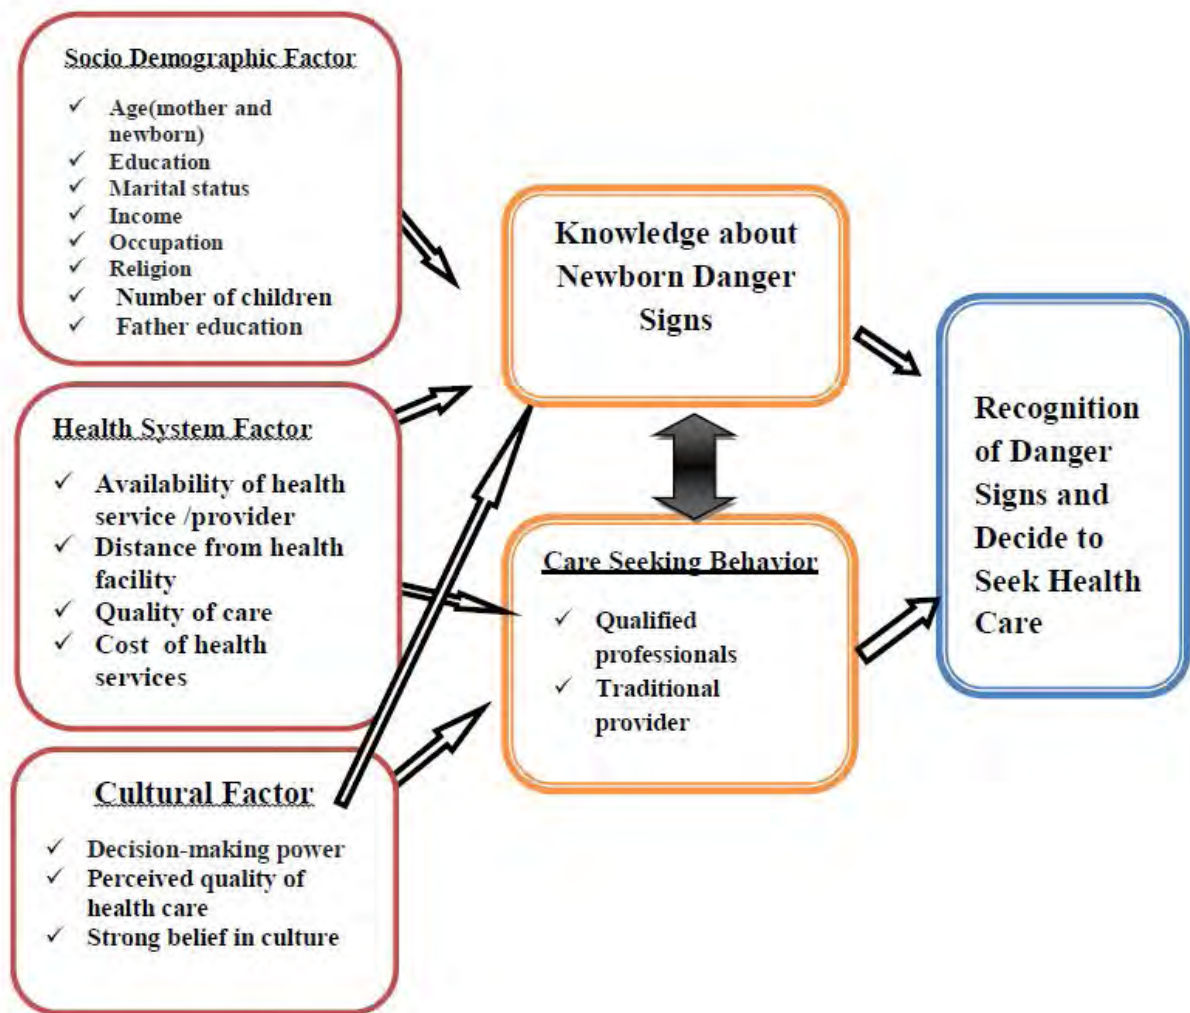 Socio Demographic Factor
✓ Age(mother and
newborn)
✓ Education
✓ Marital status
✓ Income
✓ Occupation
✓ Religion
✓ Number of children
✓ Father education
Health System Factor
✓ Availability of health
service /provider
✓ Distance from health
facility
✓ Quality of care
✓ Cost of health
services
Cultural Factor
✓ Decision-making power
✓ Perceived quality of
health care
✓ Strong belief in culture
Knowledge about
Newborn Danger
Signs
Care Seeking Behavior
✓ Qualified
professionals
✓ Traditional
provider
Recognition
of Danger
Signs and
Decide to
Seek Health
Care